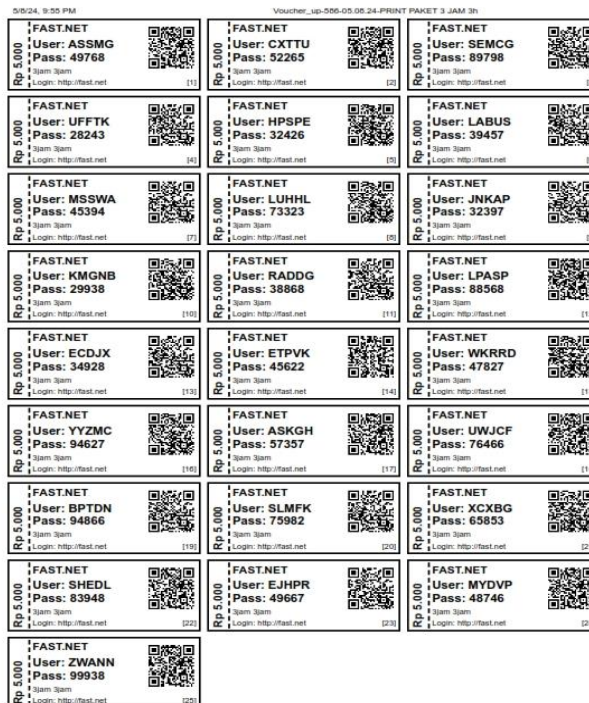 5/6/24, 9:55 PM
Voucher_up-586-05.06.24-PRINT PAKET 3 JAM 3h
Rp 5.000
FAST.NET
User: ASSMG
Pass: 49768
3jam 3jam
Login: http://fast.net
[1]
Rp 5.000
FAST.NET
User: CXTTU
Pass: 52265
3jam 3jam
Login: http://fast.net
[2]
Rp 5.000
FAST.NET
User: SEMCG
Pass: 89798
3jam 3jam
Login: http://fast.net
Rp 5.000
FAST.NET
User: UFFTK
Pass: 28243
3jam 3jam
Login: http://fast.net
[4]
Rp 5.000
FAST.NET
User: HPSPE
Pass: 32426
3jam 3jam
Login: http://fast.net
[5]
Rp 5.000
FAST.NET
User: LABUS
Pass: 39457
3jam 3jam
Login: http://fast.net
Rp 5.000
FAST.NET
User: MSSWA
Pass: 45394
3jam 3jam
Login: http://fast.net
[7]
Rp 5.000
FAST.NET
User: LUHHL
Pass: 73323
3jam 3jam
Login: http://fast.net
[8]
Rp 5.000
FAST.NET
User: JNKAP
Pass: 32397
3jam 3jam
Login: http://fast.net
Rp 5.000
FAST.NET
User: KMGNB
Pass: 29938
3jam 3jam
Login: http://fast.net
[10]
Rp 5.000
FAST.NET
User: RADDG
Pass: 38868
3jam 3jam
Login: http://fast.net
[11]
Rp 5.000
FAST.NET
User: LPASP
Pass: 88568
3jam 3jam
Login: http://fast.net
Rp 5.000
FAST.NET
User: ECDJX
Pass: 34928
3jam 3jam
Login: http://fast.net
[13]
Rp 5.000
FAST.NET
User: ETPVK
Pass: 45622
3jam 3jam
Login: http://fast.net
[14]
Rp 5.000
FAST.NET
User: WKRRD
Pass: 47827
3jam 3jam
Login: http://fast.net
Rp 5.000
FAST.NET
User: YYZMC
Pass: 94627
3jam 3jam
Login: http://fast.net
[16]
Rp 5.000
FAST.NET
User: ASKGH
Pass: 57357
3jam 3jam
Login: http://fast.net
[17]
Rp 5.000
FAST.NET
User: UWJCF
Pass: 76466
3jam 3jam
Login: http://fast.net
Rp 5.000
FAST.NET
User: BPTDN
Pass: 94866
3jam 3jam
Login: http://fast.net
[19]
Rp 5.000
FAST.NET
User: SLMFK
Pass: 75982
3jam 3jam
Login: http://fast.net
[20]
Rp 5.000
FAST.NET
User: XCXBG
Pass: 65853
3jam 3jam
Login: http://fast.net
Rp 5.000
FAST.NET
User: SHEDL
Pass: 83948
3jam 3jam
Login: http://fast.net
[22]
Rp 5.000
FAST.NET
User: EJHPR
Pass: 49667
3jam 3jam
Login: http://fast.net
[23]
Rp 5.000
FAST.NET
User: MYDVP
Pass: 48746
3jam 3jam
Login: http://fast.net
Rp 5.000
FAST.NET
User: ZWANN
Pass: 99938
3jam 3jam
Login: http://fast.net
[25]